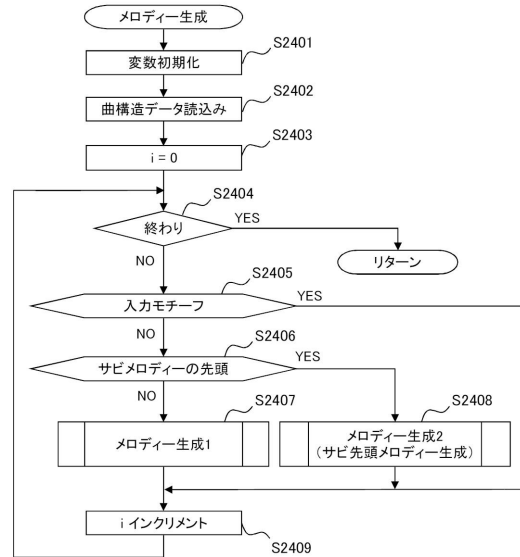 メロディー生成
S2401
変数初期化
S2402
曲構造データ読込み
S2403
i = 0
S2404
終わり
YES
NO
リターン
S2405
入力モチーフ
YES
NO
S2406
サビメロディーの先頭
YES
NO
S2407
メロディー生成1
S2408
メロディー生成2
(サビ先頭メロディー生成)
i インクリメント
S2409